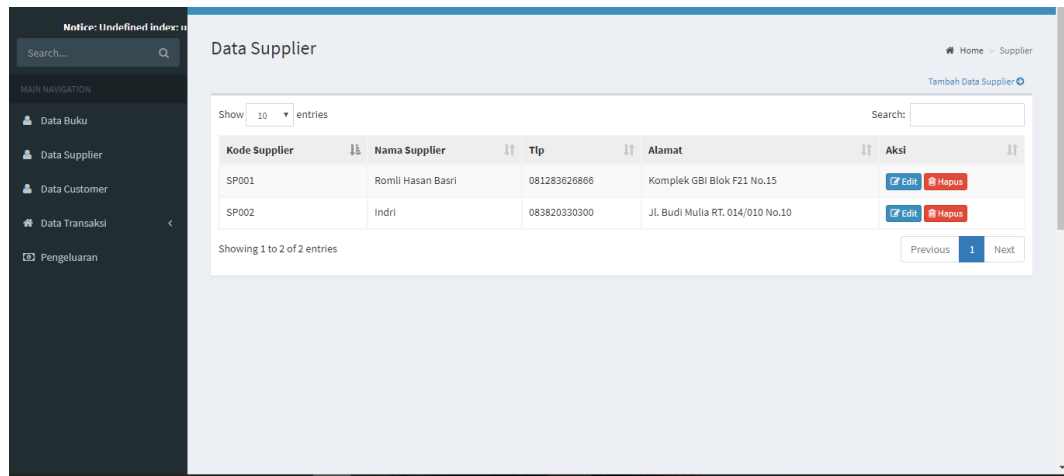 Notice: Undefined index: u
Search...
MAIN NAVIGATION
Data Buku
Data Supplier
Data Customer
Data Transaksi
Pengeluaran
Data Supplier
Home > Supplier
Tambah Data Supplier
Show 10 entries
Search:
Kode Supplier Nama Supplier Tlp Alamat Aksi
SP001 Romli Hasan Basri 081283626866 Komplek GBI Blok F21 No.15 Edit Hapus
SP002 Indri 083820330300 Jl. Budi Mulia RT. 014/010 No.10 Edit Hapus
Showing 1 to 2 of 2 entries
Previous 1 Next